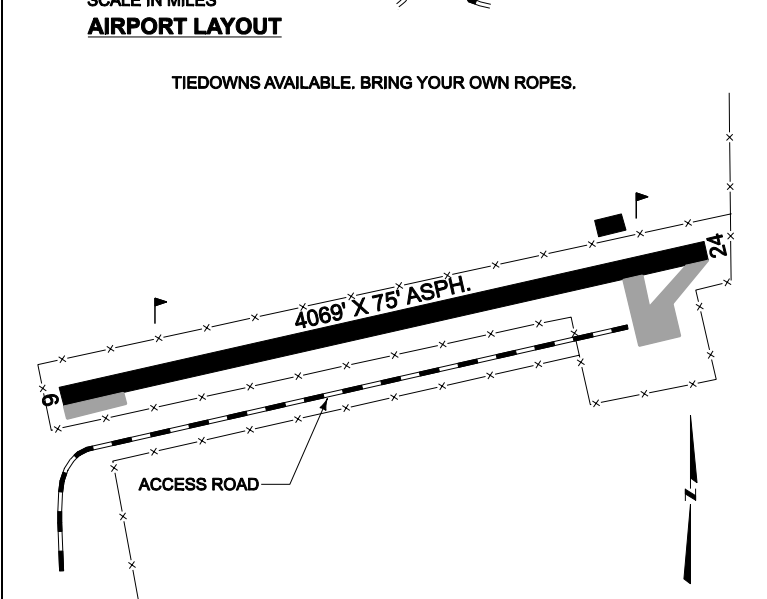 SCALE IN MILES
AIRPORT LAYOUT
TIEDOWNS AVAILABLE. BRING YOUR OWN ROPES.
24
4069' X 75' ASPH.
6
ACCESS ROAD
N